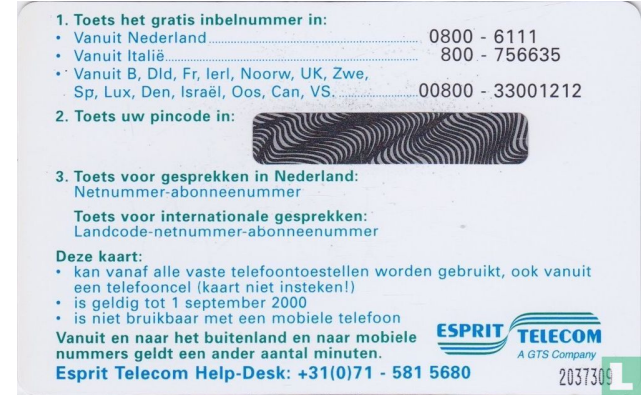 1. Toets het gratis inbelnummer in:
• Vanuit Nederland........................................ 0800 - 6111
• Vanuit Italië................................................ 800 - 756635
• Vanuit B, Dld, Fr, Ierl, Noorw, UK, Zwe,
Sp, Lux, Den, Israël, Oos, Can, VS. ...............00800 - 33001212
2. Toets uw pincode in:
3. Toets voor gesprekken in Nederland:
Netnummer-abonneenummer
Toets voor internationale gesprekken:
Landcode-netnummer-abonneenummer
Deze kaart:
• kan vanaf alle vaste telefoontoestellen worden gebruikt, ook vanuit
een telefooncel (kaart niet insteken!)
• is geldig tot 1 september 2000
• is niet bruikbaar met een mobiele telefoon
Vanuit en naar het buitenland en naar mobiele
nummers geldt een ander aantal minuten.
Esprit Telecom Help-Desk: +31(0)71 - 581 5680
ESPRIT TELECOM
A GTS Company
2037309
L